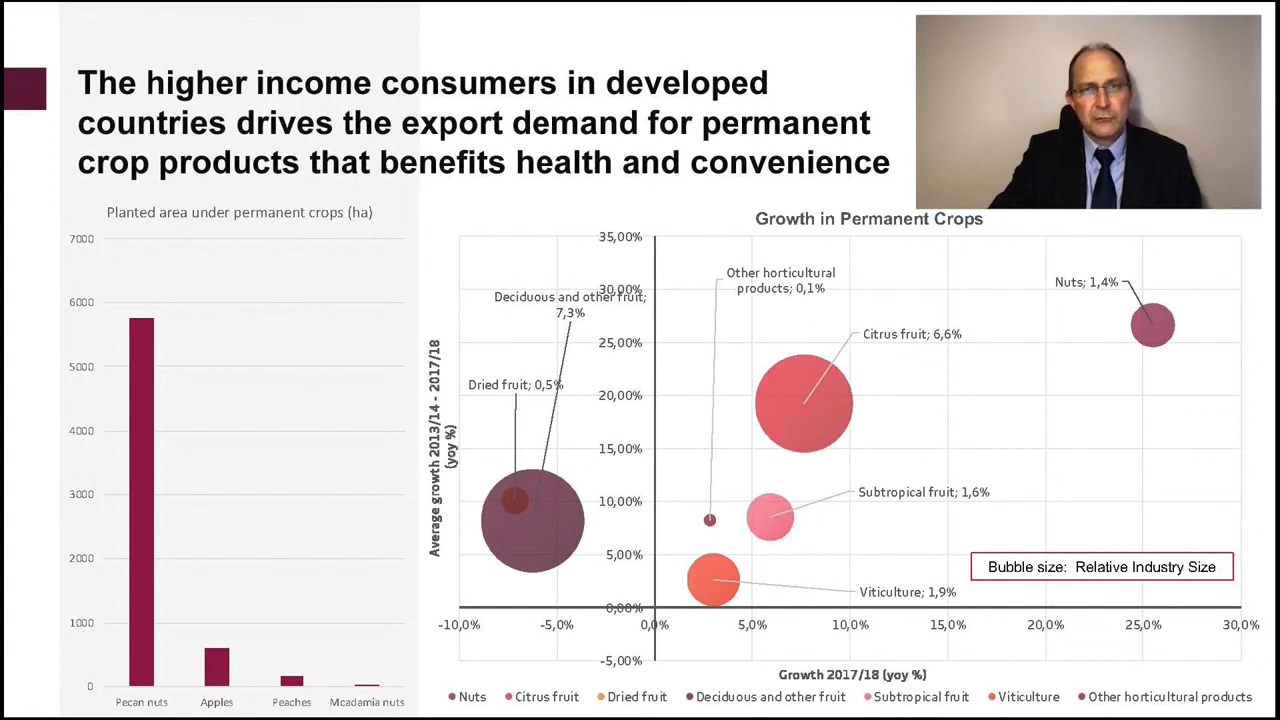 The higher income consumers in developed
countries drives the export demand for permanent
crop products that benefits health and convenience
Planted area under permanent crops (ha)
7000
6000
5000
4000
3000
2000
1000
0
Pecan nuts
Apples
Peaches
Mcadamia nuts
Growth in Permanent Crops
35,00%
30,00%
25,00%
20,00%
15,00%
10,00%
5,00%
0,00%
-5,00%
Average growth 2013/14 - 2017/18
(yoy %)
Deciduous and other fruit;
7,3%
Dried fruit; 0,5%
Other horticultural
products; 0,1%
Nuts; 1,4%
Citrus fruit; 6,6%
Subtropical fruit; 1,6%
Viticulture; 1,9%
Bubble size: Relative Industry Size
-10,0%
-5,0%
0,0%
5,0%
10,0%
15,0%
20,0%
25,0%
30,0%
Growth 2017/18 (yoy %)
Nuts
Citrus fruit
Dried fruit
Deciduous and other fruit
Subtropical fruit
Viticulture
Other horticultural products